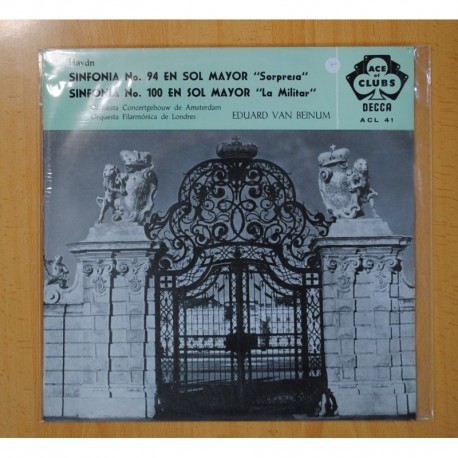 Haydn
SINFONIA No. 94 EN SOL MAYOR "Sorpresa"
SINFONIA No. 100 EN SOL MAYOR "La Militar"
Orquesta Concertgebouw de Amsterdam
Orquesta Filarmónica de Londres
EDUARD VAN BEINUM
ACE
of
CLUBS
DECCA
ACL 41